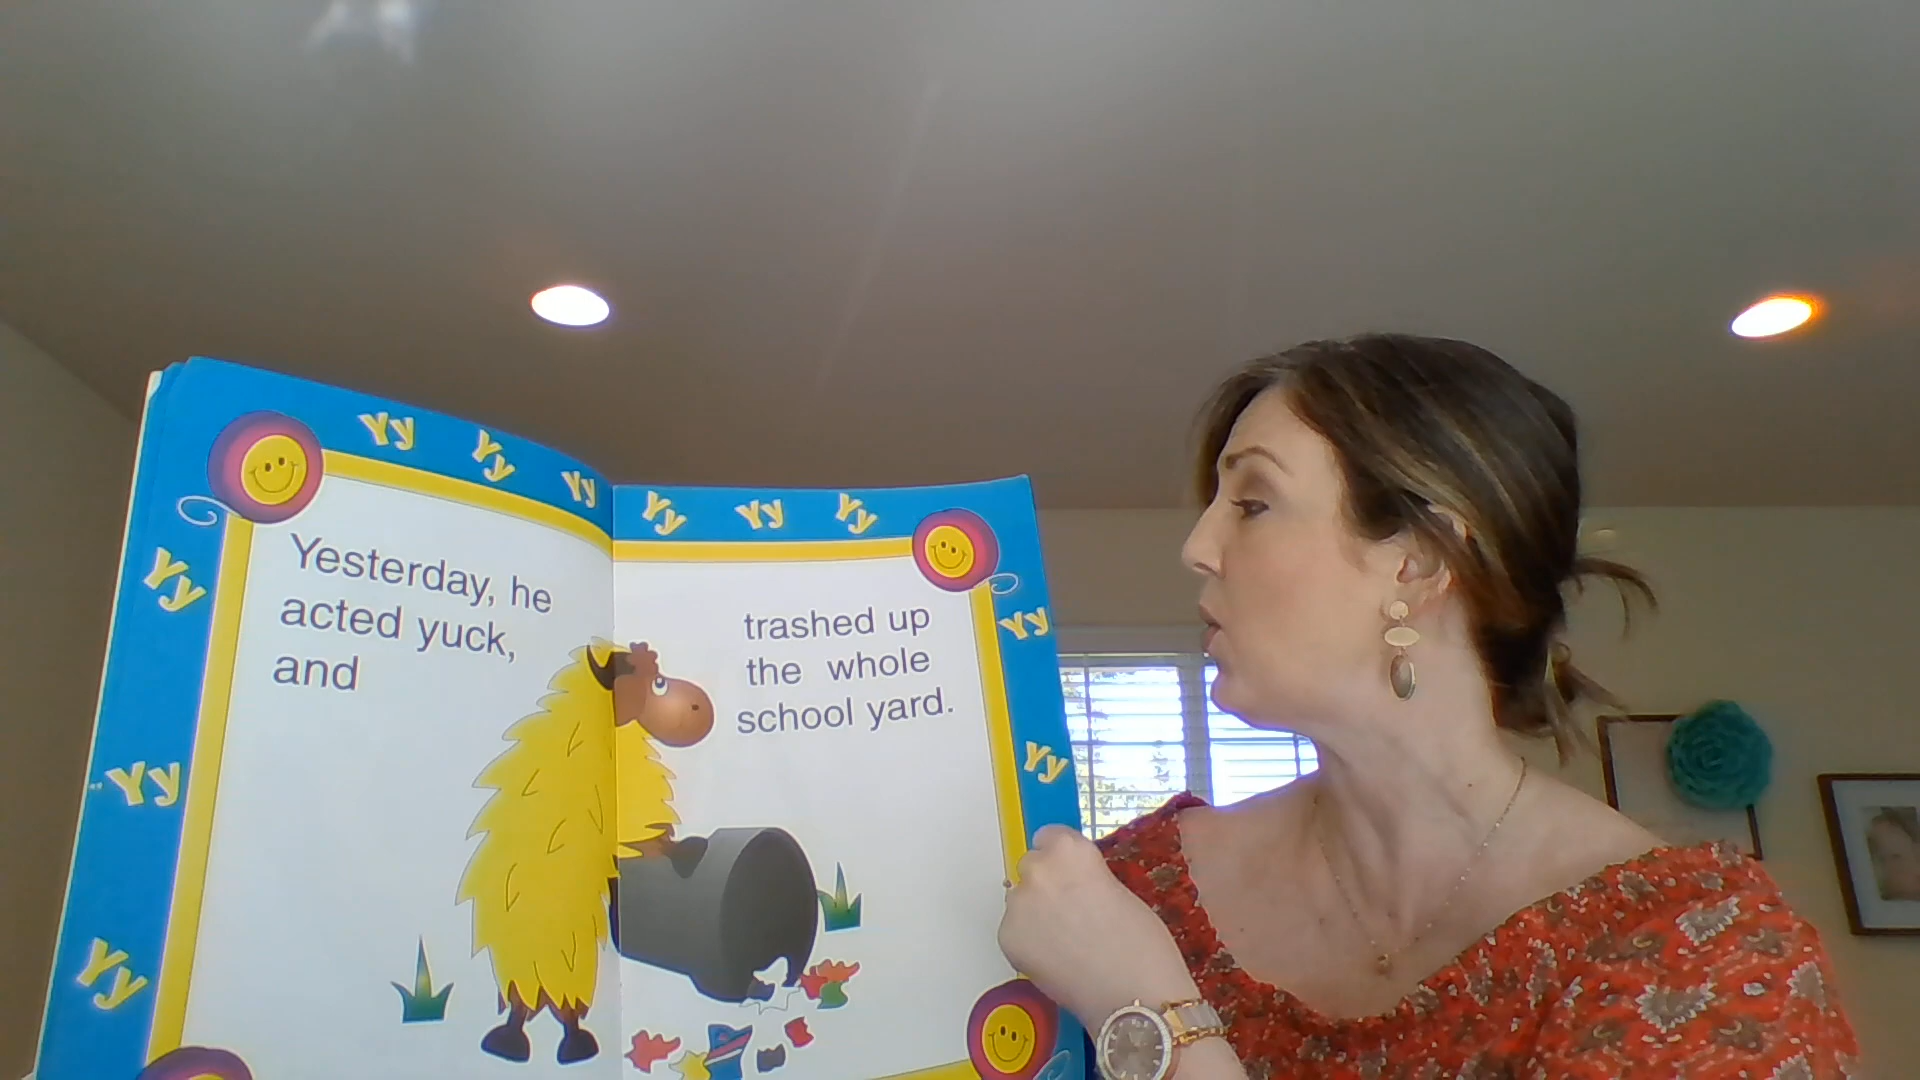 Yy Yy Yy Yy Yy Yy
Yesterday, he
acted yuck,
and
trashed up
the whole
school yard.
Yy
Yy
Yy
Yy
Yy